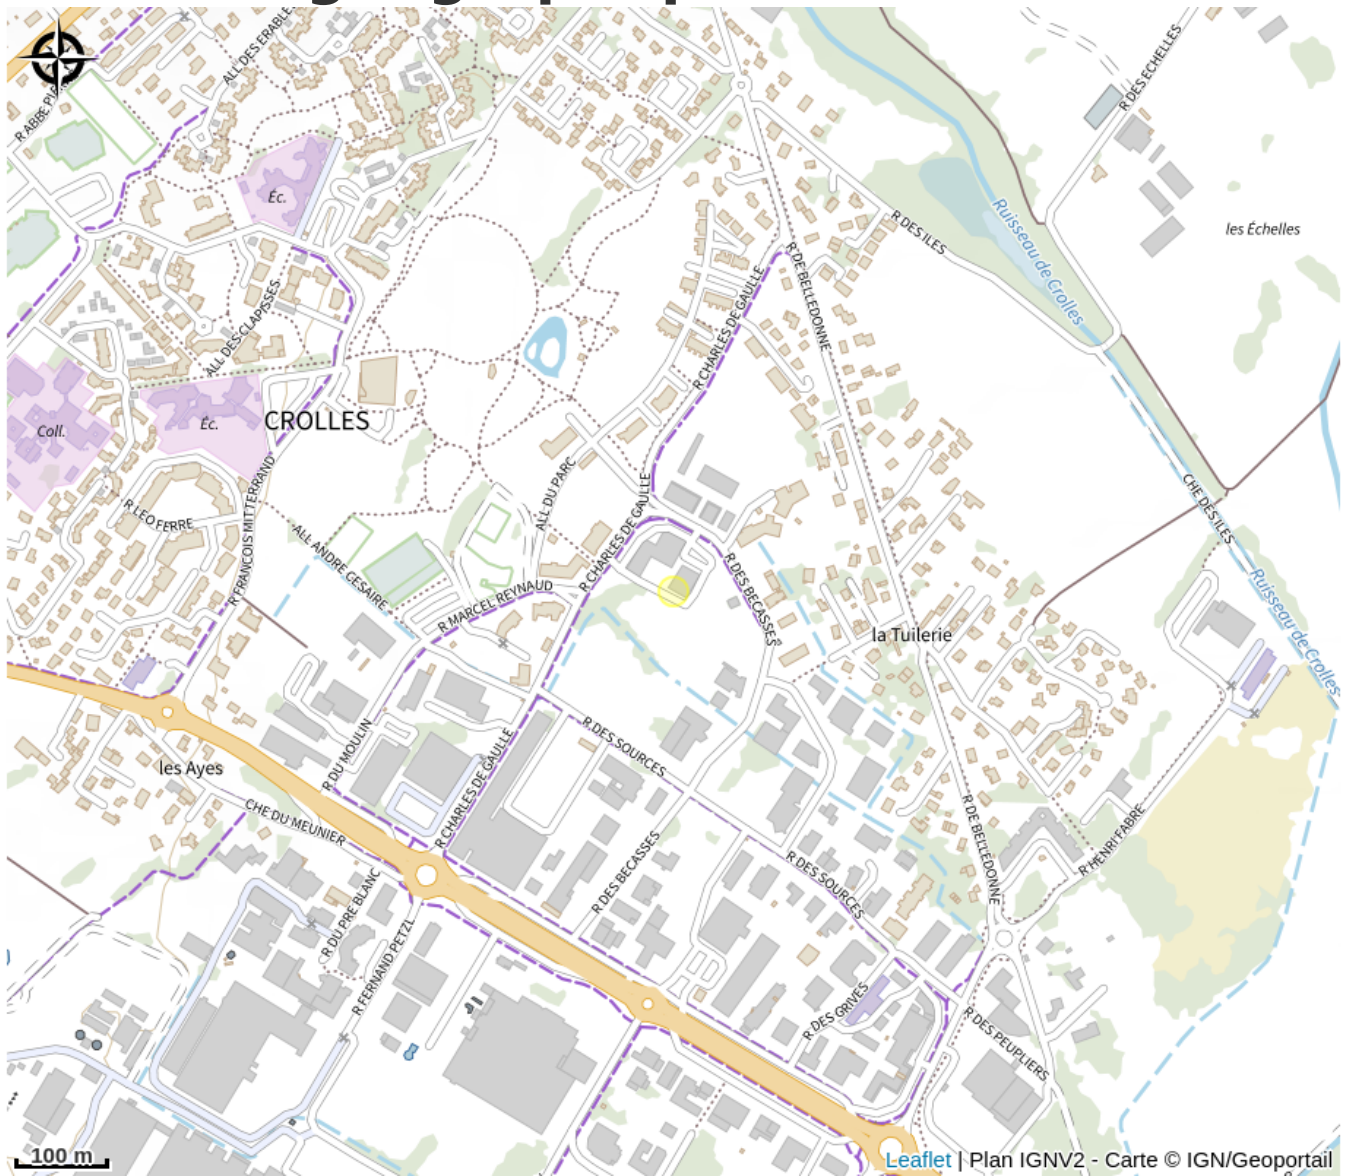 ALL DES ERABLE
R DES ECHELLES
R ABBE PI
Éc.
R DES ILES
Ruisseau de Crolles
les Échelles
R DE BELLEDONNE
R CHARLES DE GAULLE
ALL DES CLAPISSES
Éc.
CROLLES
Coll.
ALL DU PARC
R LEO FERRE
R FRANCOIS MITTERRAND
R CHARLES DE GAULLE
CHE DES ILES
ALL ANDRE CESAIRE
R DES BECASSES
R MARCEL REYNAUD
la Tuilerie
Ruisseau de Crolles
R DU MOULIN
R DES SOURCES
les Ayes
R CHARLES DE GAULLE
CHE DU MEUNIER
R DE BELLEDONNE
R HENRI FABRE
R DES BECASSES
R DES SOURCES
R DU PRE BLANC
R FERNAND PETZL
R DES GRIVES
R DES PEUPLIERS
100 m
Leaflet | Plan IGNV2 - Carte © IGN/Geoportail